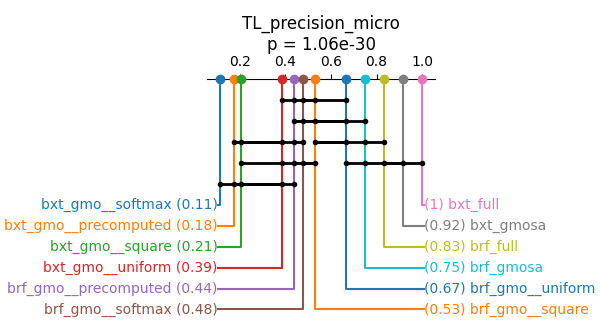 TL_precision_micro
p = 1.06e-30
0.2 0.4 0.6 0.8 1.0
bxt_gmo__softmax (0.11) (1) bxt_full
bxt_gmo__precomputed (0.18) (0.92) bxt_gmosa
bxt_gmo__square (0.21) (0.83) brf_full
bxt_gmo__uniform (0.39) (0.75) brf_gmosa
brf_gmo__precomputed (0.44) (0.67) brf_gmo__uniform
brf_gmo__softmax (0.48) (0.53) brf_gmo__square